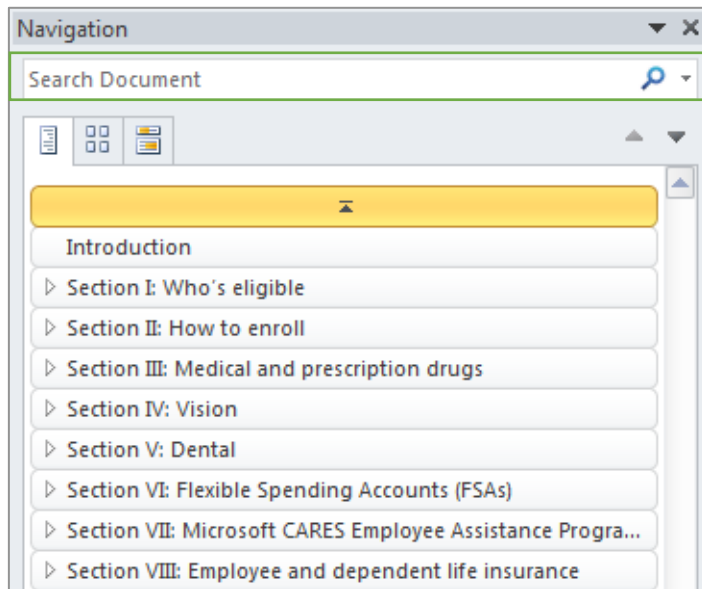 Navigation
Search Document
Introduction
Section I: Who's eligible
Section II: How to enroll
Section III: Medical and prescription drugs
Section IV: Vision
Section V: Dental
Section VI: Flexible Spending Accounts (FSAs)
Section VII: Microsoft CARES Employee Assistance Progra...
Section VIII: Employee and dependent life insurance